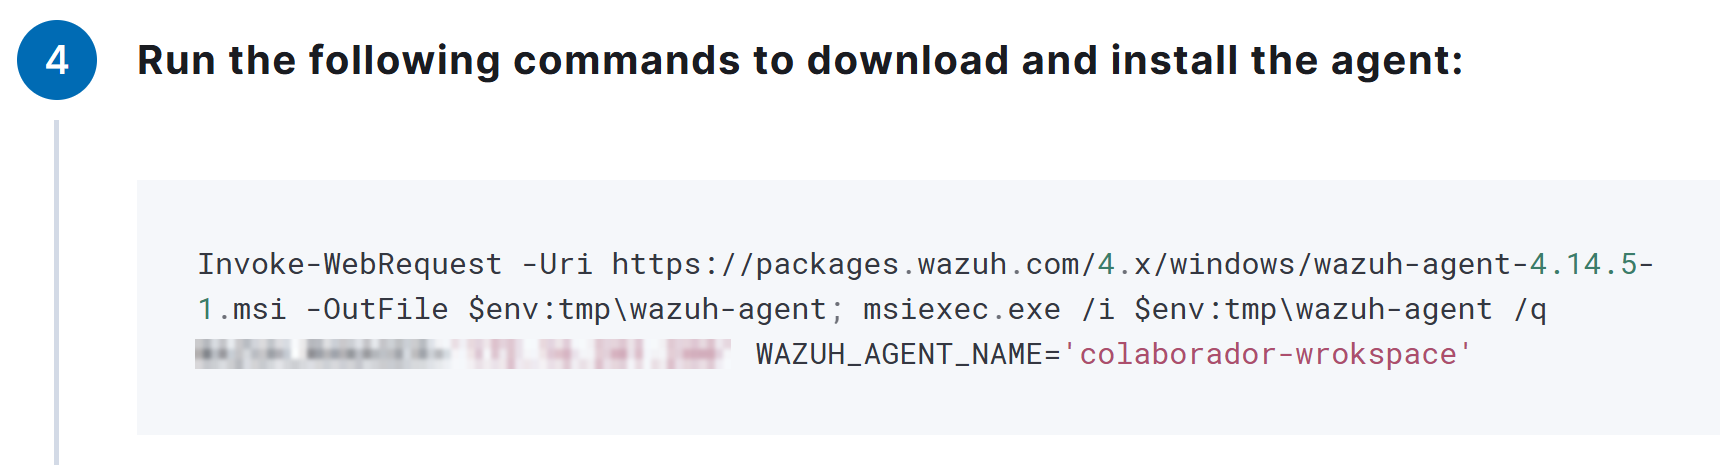 4
Run the following commands to download and install the agent:
Invoke-WebRequest -Uri https://packages.wazuh.com/4.x/windows/wazuh-agent-4.14.5-
1.msi -OutFile $env:tmp\wazuh-agent; msiexec.exe /i $env:tmp\wazuh-agent /q
WAZUH_AGENT_NAME='colaborador-wrokspace'